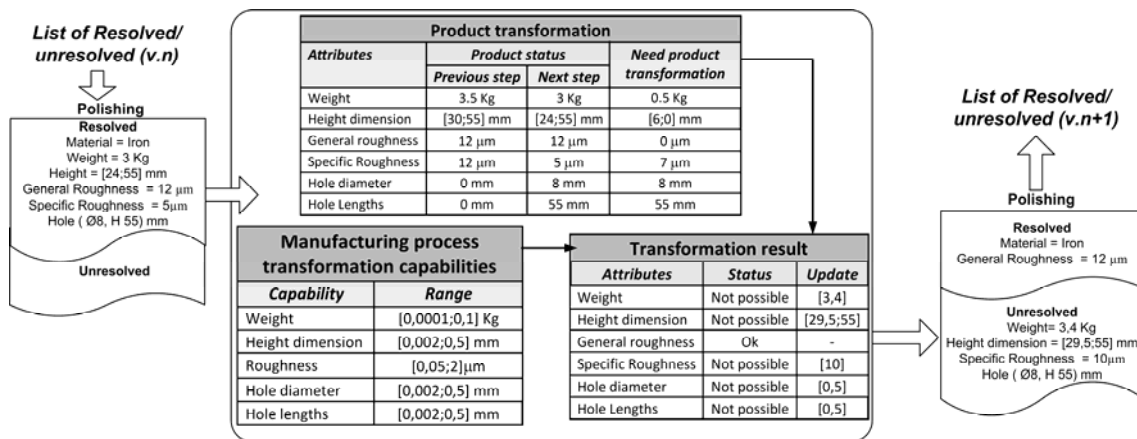 List of Resolved/
unresolved (v.n)
Polishing
Resolved
Material = Iron
Weight = 3 Kg
Height = [24;55] mm
General Roughness = 12 μm
Specific Roughness = 5μm
Hole ( Ø8, H 55) mm
Unresolved
Product transformation
Attributes Product status Need product transformation
Previous step Next step
Weight 3.5 Kg 3 Kg 0.5 Kg
Height dimension [30;55] mm [24;55] mm [6;0] mm
General roughness 12 μm 12 μm 0 μm
Specific Roughness 12 μm 5 μm 7 μm
Hole diameter 0 mm 8 mm 8 mm
Hole Lengths 0 mm 55 mm 55 mm
Manufacturing process
transformation capabilities
Capability Range
Weight [0,0001;0,1] Kg
Height dimension [0,002;0,5] mm
Roughness [0,05;2]μm
Hole diameter [0,002;0,5] mm
Hole lengths [0,002;0,5] mm
Transformation result
Attributes Status Update
Weight Not possible [3,4]
Height dimension Not possible [29,5;55]
General roughness Ok -
Specific Roughness Not possible [10]
Hole diameter Not possible [0,5]
Hole Lengths Not possible [0,5]
List of Resolved/
unresolved (v.n+1)
Polishing
Resolved
Material = Iron
General Roughness = 12 μm
Unresolved
Weight= 3,4 Kg
Height dimension = [29,5;55] mm
Specific Roughness = 10μm
Hole ( Ø8, H 55) mm